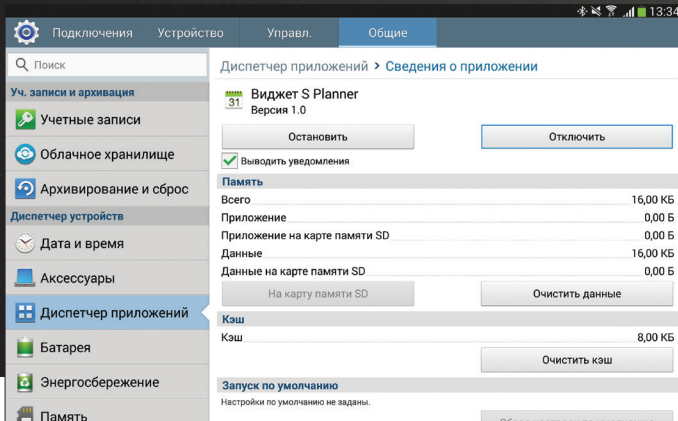 13:34
Подключения Устройство Управл. Общие
Поиск
Уч. записи и архивация
Учетные записи
Облачное хранилище
Архивирование и сброс
Диспетчер устройств
Дата и время
Аксессуары
Диспетчер приложений
Батарея
Энергосбережение
Память
Диспетчер приложений > Сведения о приложении
31
Виджет S Planner
Версия 1.0
Остановить Отключить
Выводить уведомления
Память
Всего 16,00 КБ
Приложение 0,00 Б
Приложение на карте памяти SD 0,00 Б
Данные 16,00 КБ
Данные на карте памяти SD 0,00 Б
На карту памяти SD Очистить данные
Кэш
Кэш 8,00 КБ
Очистить кэш
Запуск по умолчанию
Настройки по умолчанию не заданы.